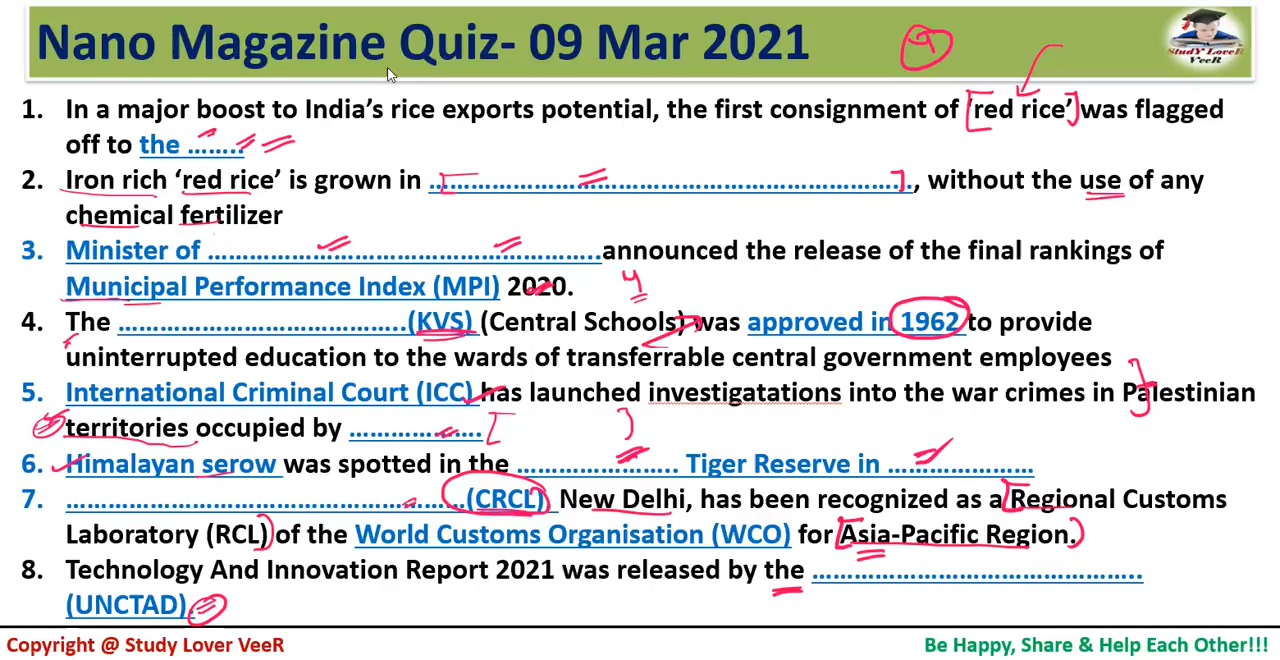 Nano Magazine Quiz- 09 Mar 2021
StudY LoveR
VeeR
1. In a major boost to India's rice exports potential, the first consignment of 'red rice' was flagged
off to the ……..
2. Iron rich 'red rice' is grown in ………………………………………………………., without the use of any
chemical fertilizer
3. Minister of …………………………………………………..announced the release of the final rankings of
Municipal Performance Index (MPI) 2020.
4. The ………………………………..(KVS) (Central Schools) was approved in 1962 to provide
uninterrupted education to the wards of transferrable central government employees
5. International Criminal Court (ICC) has launched investigatations into the war crimes in Palestinian
territories occupied by ………………..
6. Himalayan serow was spotted in the ………………….. Tiger Reserve in …………………
7. ………………………………………………..(CRCL) New Delhi, has been recognized as a Regional Customs
Laboratory (RCL) of the World Customs Organisation (WCO) for Asia-Pacific Region.
8. Technology And Innovation Report 2021 was released by the ……………………………………..
(UNCTAD).
Copyright @ Study Lover VeeR
Be Happy, Share & Help Each Other!!!